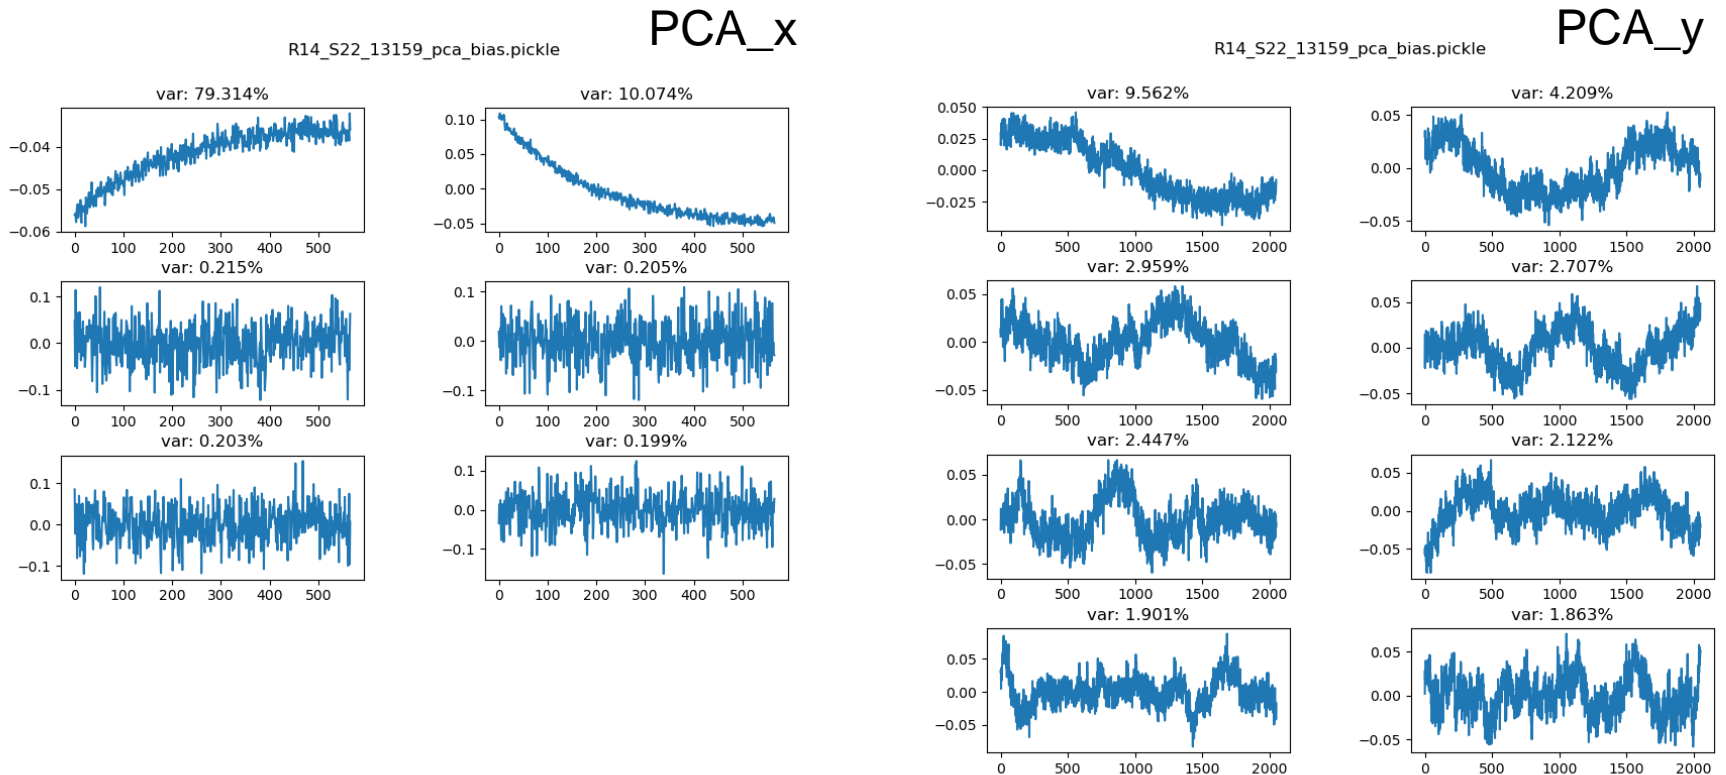 PCA_x
R14_S22_13159_pca_bias.pickle
var: 79.314%
−0.04
−0.05
−0.06
0 100 200 300 400 500
var: 10.074%
0.10
0.05
0.00
−0.05
0 100 200 300 400 500
var: 0.215%
0.1
0.0
−0.1
0 100 200 300 400 500
var: 0.205%
0.1
0.0
−0.1
0 100 200 300 400 500
var: 0.203%
0.1
0.0
−0.1
0 100 200 300 400 500
var: 0.199%
0.1
0.0
−0.1
0 100 200 300 400 500
PCA_y
R14_S22_13159_pca_bias.pickle
var: 9.562%
0.050
0.025
0.000
−0.025
0 500 1000 1500 2000
var: 4.209%
0.05
0.00
−0.05
0 500 1000 1500 2000
var: 2.959%
0.05
0.00
−0.05
0 500 1000 1500 2000
var: 2.707%
0.05
0.00
−0.05
0 500 1000 1500 2000
var: 2.447%
0.05
0.00
−0.05
0 500 1000 1500 2000
var: 2.122%
0.05
0.00
−0.05
0 500 1000 1500 2000
var: 1.901%
0.05
0.00
−0.05
0 500 1000 1500 2000
var: 1.863%
0.05
0.00
−0.05
0 500 1000 1500 2000